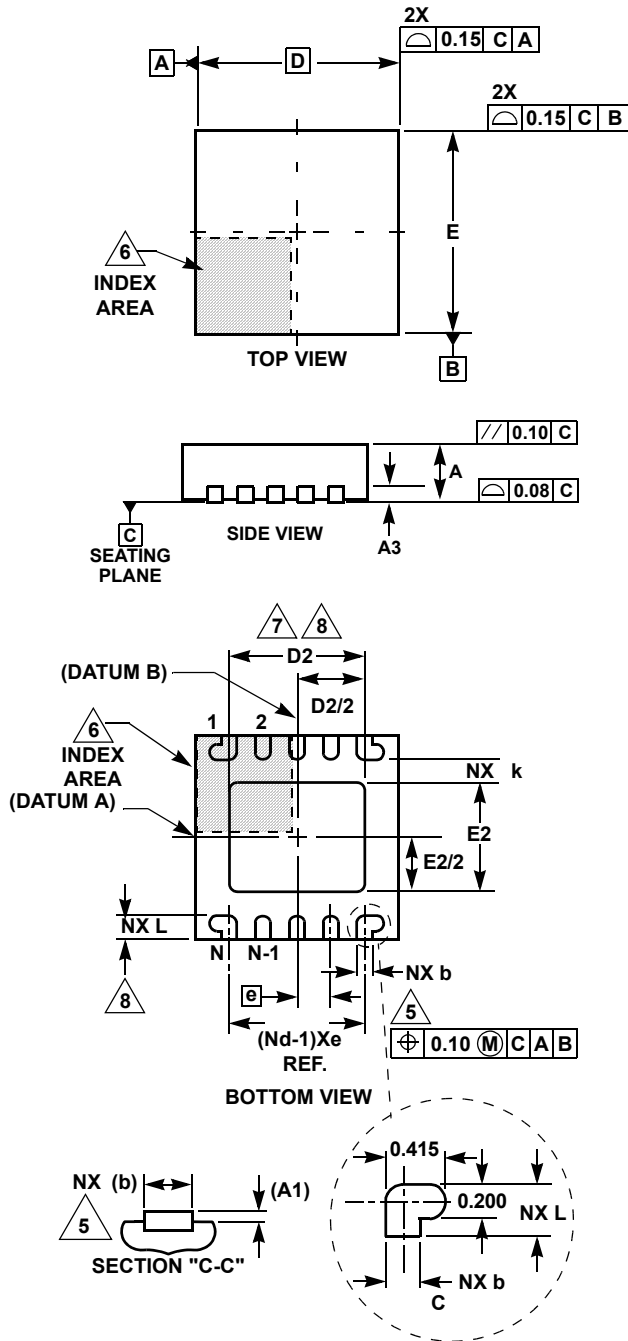 2X
⌓ 0.15 C A
A
D
2X
⌓ 0.15 C B
E
6
INDEX
AREA
TOP VIEW
B
// 0.10 C
A
⌓ 0.08 C
C
SEATING
PLANE
SIDE VIEW
A3
7 8
D2
(DATUM B)
D2/2
6
INDEX
AREA
(DATUM A)
1 2
NX k
E2
E2/2
NX L
8
N N-1
NX b
e
5
(Nd-1)Xe
REF.
⌖ 0.10 Ⓜ C A B
BOTTOM VIEW
NX (b)
(A1)
5
SECTION "C-C"
0.415
0.200
NX L
NX b
C